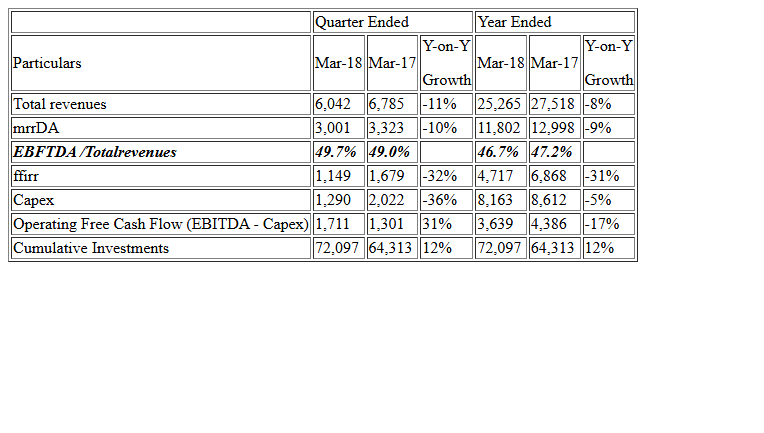 Quarter Ended Year Ended
Particulars Mar-18 Mar-17 Y-on-Y Growth Mar-18 Mar-17 Y-on-Y Growth
Total revenues 6,042 6,785 -11% 25,265 27,518 -8%
mrrDA 3,001 3,323 -10% 11,802 12,998 -9%
EBFTDA /Totalrevenues 49.7% 49.0% 46.7% 47.2%
ffirr 1,149 1,679 -32% 4,717 6,868 -31%
Capex 1,290 2,022 -36% 8,163 8,612 -5%
Operating Free Cash Flow (EBITDA - Capex) 1,711 1,301 31% 3,639 4,386 -17%
Cumulative Investments 72,097 64,313 12% 72,097 64,313 12%